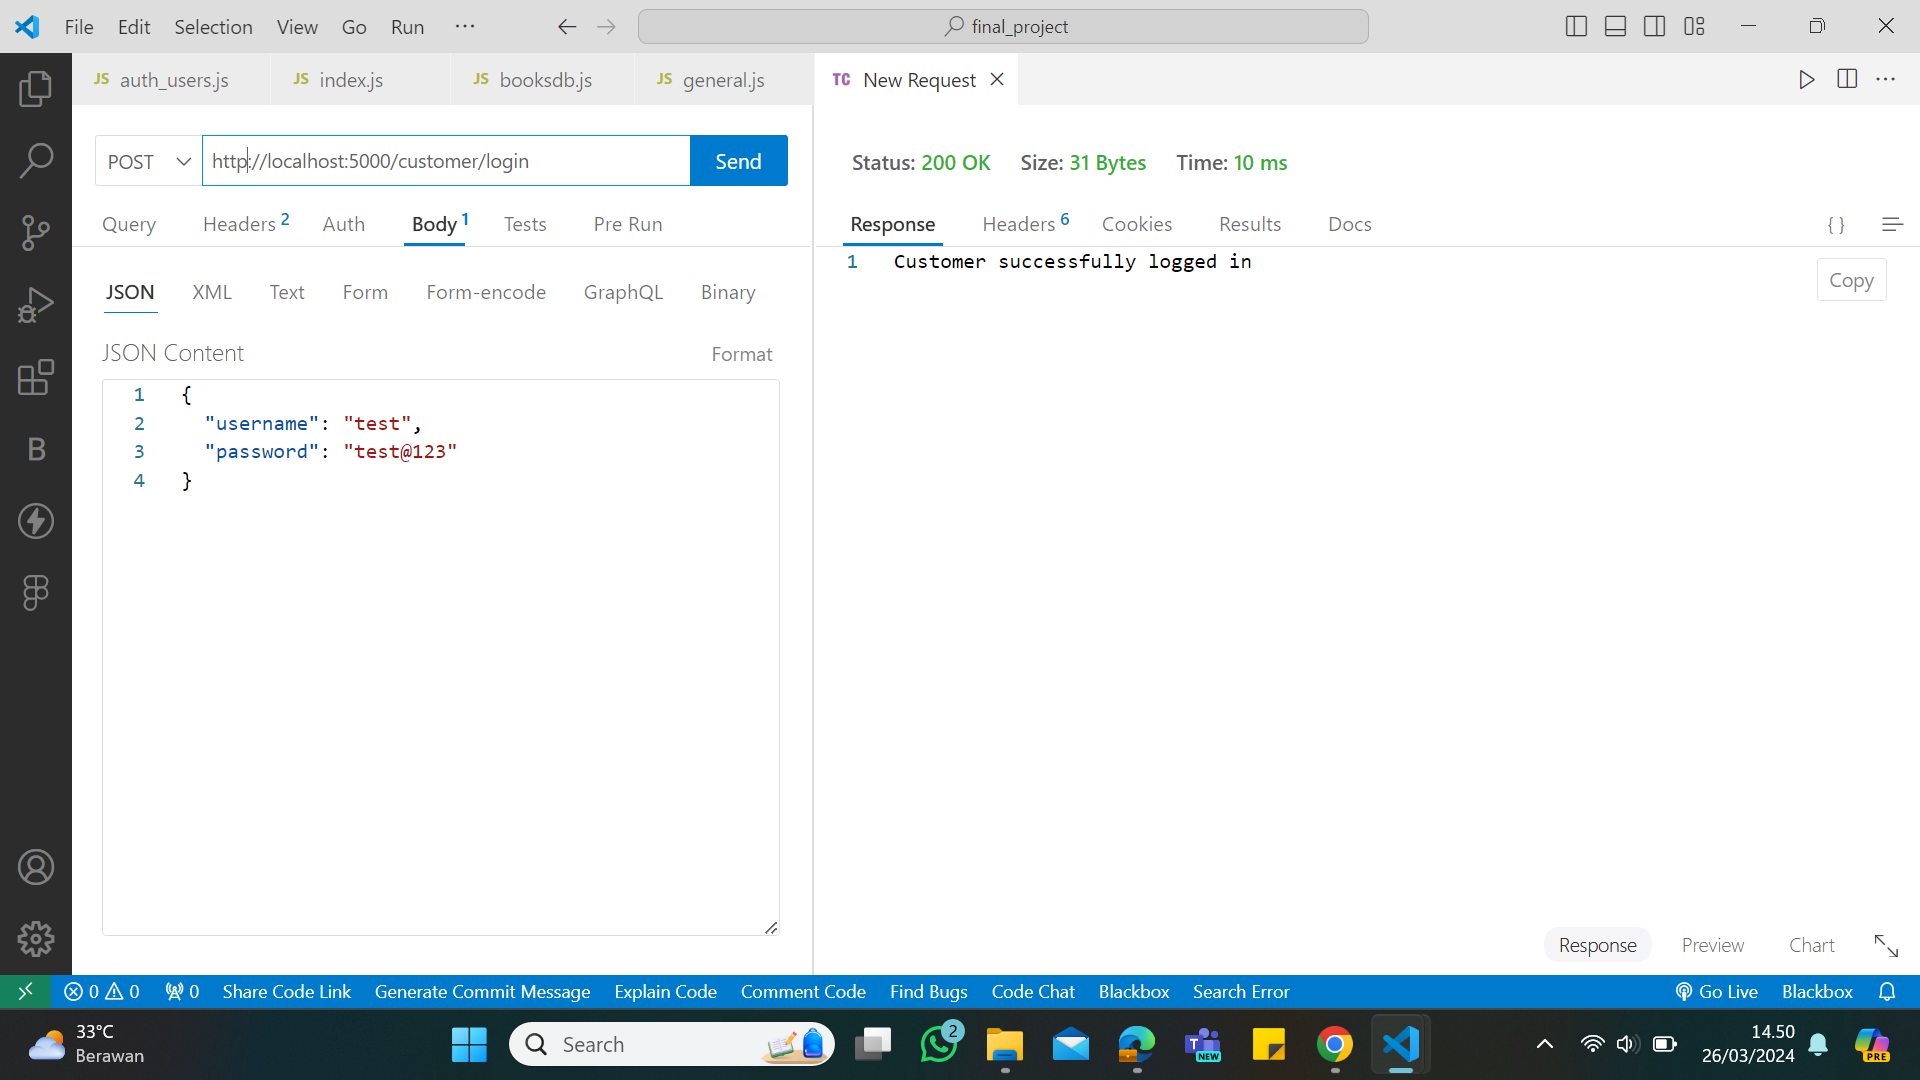 File Edit Selection View Go Run ···
final_project
JS auth_users.js JS index.js JS booksdb.js JS general.js TC New Request
POST http://localhost:5000/customer/login Send
Status: 200 OK Size: 31 Bytes Time: 10 ms
Query Headers 2 Auth Body 1 Tests Pre Run
Response Headers 6 Cookies Results Docs { }
1 Customer successfully logged in
Copy
JSON XML Text Form Form-encode GraphQL Binary
JSON Content Format
1 {
2 "username": "test",
3 "password": "test@123"
4 }
B
Response Preview Chart
0 0 0 Share Code Link Generate Commit Message Explain Code Comment Code Find Bugs Code Chat Blackbox Search Error Go Live Blackbox
33°C
Berawan
Search
2
T NEW
14.50
26/03/2024
PRE